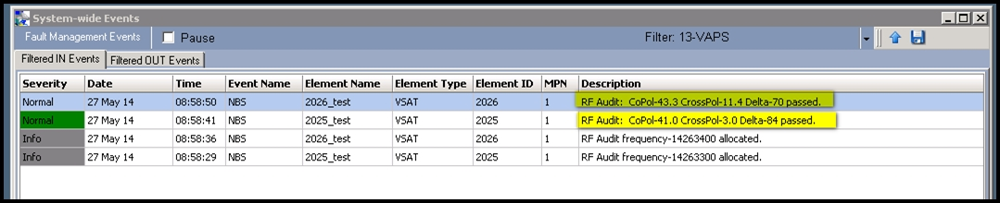 System-wide Events
Fault Management Events Pause Filter: 13-VAPS
Filtered IN Events Filtered OUT Events
Severity Date Time Event Name Element Name Element Type Element ID MPN Description
Normal 27 May 14 08:58:50 NBS 2026_test VSAT 2026 1 RF Audit: CoPol-43.3 CrossPol-11.4 Delta-70 passed.
Normal 27 May 14 08:58:41 NBS 2025_test VSAT 2025 1 RF Audit: CoPol-41.0 CrossPol-3.0 Delta-84 passed.
Info 27 May 14 08:58:36 NBS 2026_test VSAT 2026 1 RF Audit frequency-14263400 allocated.
Info 27 May 14 08:58:29 NBS 2025_test VSAT 2025 1 RF Audit frequency-14263300 allocated.